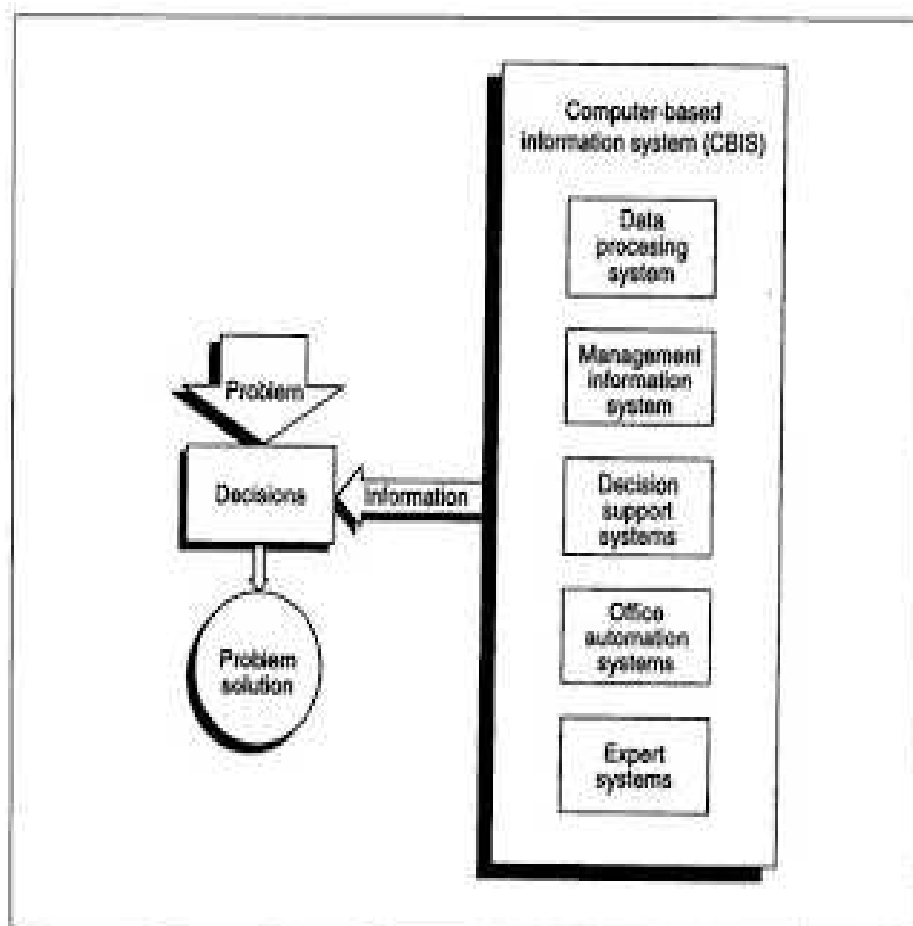 Computer-based
information system (CBIS)
Data
procesing
system
Management
information
system
Problem
Decisions
Information
Decision
support
systems
Problem
solution
Office
automation
systems
Expert
systems